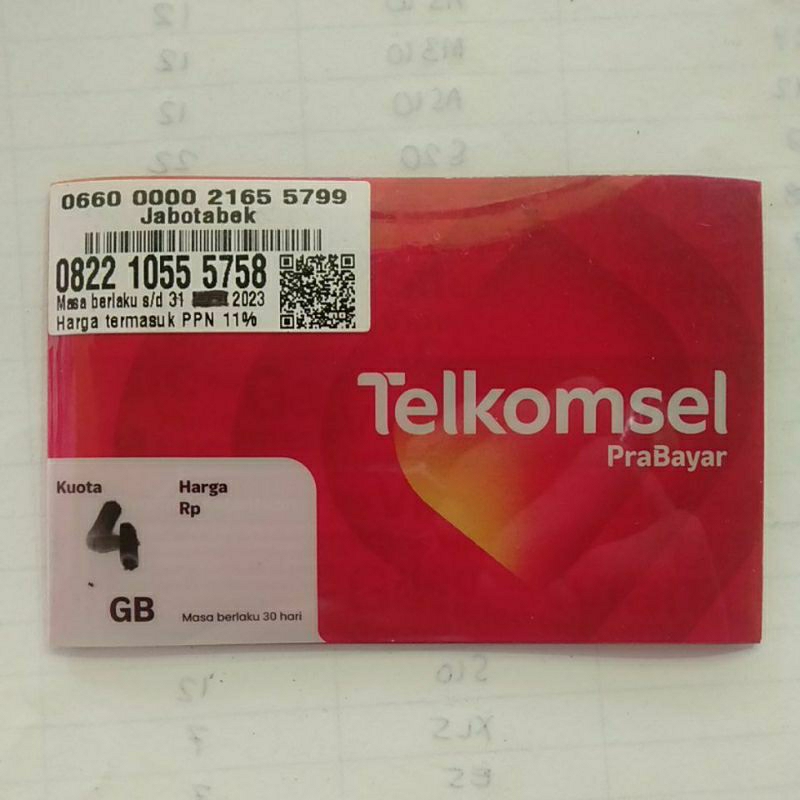 0660 0000 2165 5799
Jabotabek
0822 1055 5758
Masa berlaku s/d 31 2023
Harga termasuk PPN 11%
Telkomsel
PraBayar
Kuota Harga
Rp
4
GB Masa berlaku 30 hari